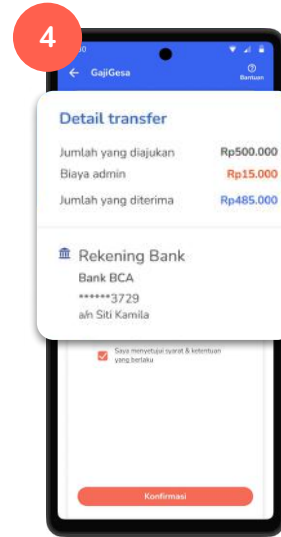 4
GajiGesa
Bantuan
Detail transfer
Jumlah yang diajukan Rp500.000
Biaya admin Rp15.000
Jumlah yang diterima Rp485.000
Rekening Bank
Bank BCA
******3729
a/n Siti Kamila
Saya menyetujui syarat & ketentuan
yang berlaku
Konfirmasi